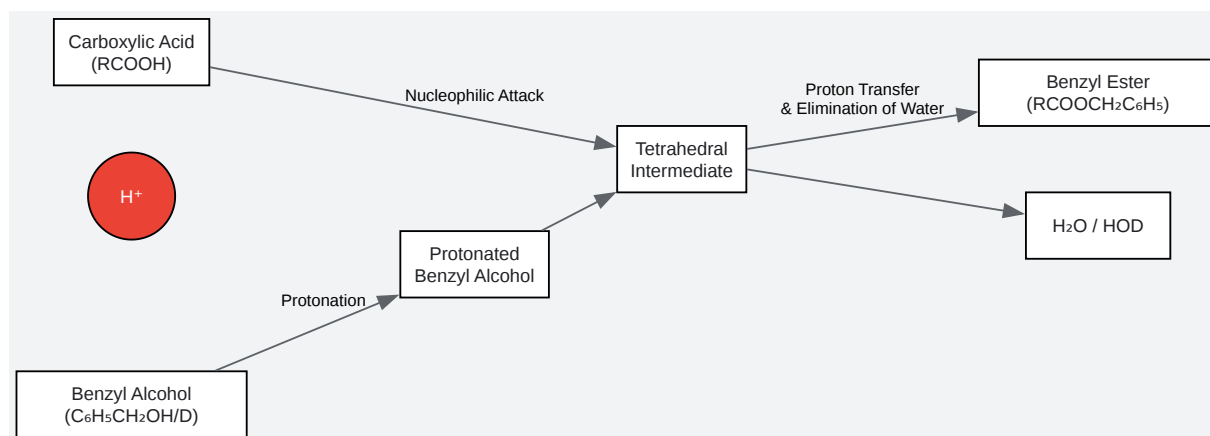 Carboxylic Acid
(RCOOH)
Nucleophilic Attack
Proton Transfer
& Elimination of Water
Benzyl Ester
(RCOOCH₂C₆H₅)
Tetrahedral
Intermediate
H⁺
H₂O / HOD
Protonated
Benzyl Alcohol
Protonation
Benzyl Alcohol
(C₆H₅CH₂OH/D)